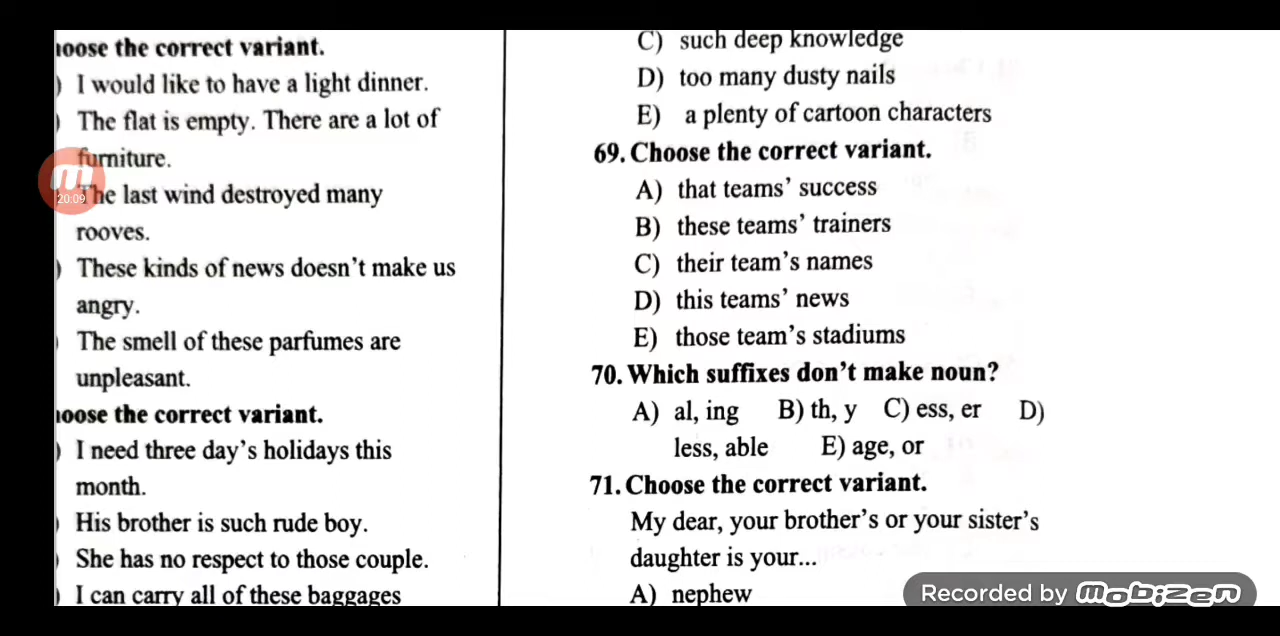 hoose the correct variant.
) I would like to have a light dinner.
) The flat is empty. There are a lot of
furniture.
The last wind destroyed many
rooves.
) These kinds of news doesn't make us
angry.
The smell of these parfumes are
unpleasant.
hoose the correct variant.
) I need three day's holidays this
month.
) His brother is such rude boy.
She has no respect to those couple.
) I can carry all of these baggages
C) such deep knowledge
D) too many dusty nails
E) a plenty of cartoon characters
69. Choose the correct variant.
A) that teams' success
B) these teams' trainers
C) their team's names
D) this teams' news
E) those team's stadiums
70. Which suffixes don't make noun?
A) al, ing B) th, y C) ess, er D)
less, able E) age, or
71. Choose the correct variant.
My dear, your brother's or your sister's
daughter is your...
A) nephew
20:09
Recorded by Mobizen